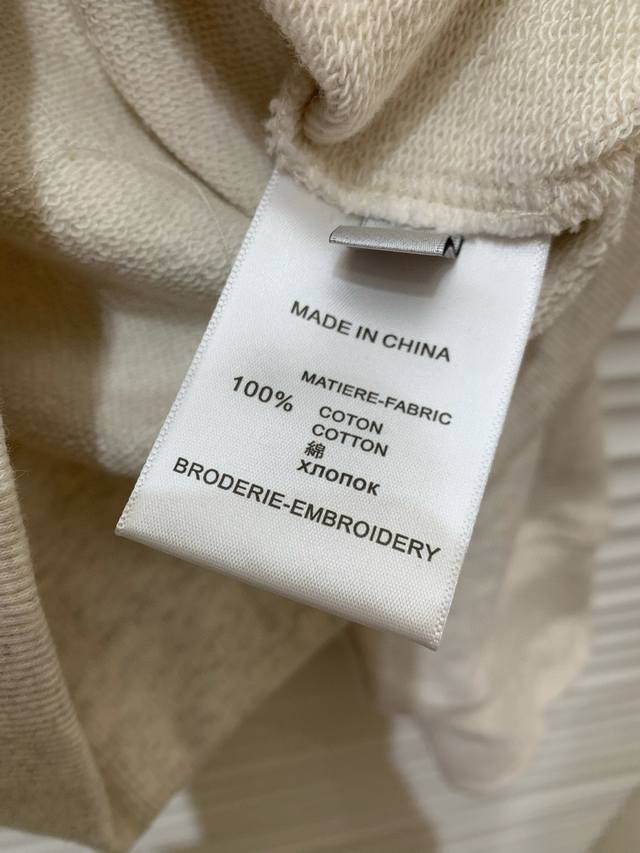 MADE IN CHINA
MATIERE-FABRIC
100% COTON
COTTON
綿
хлопок
BRODERIE-EMBROIDERY